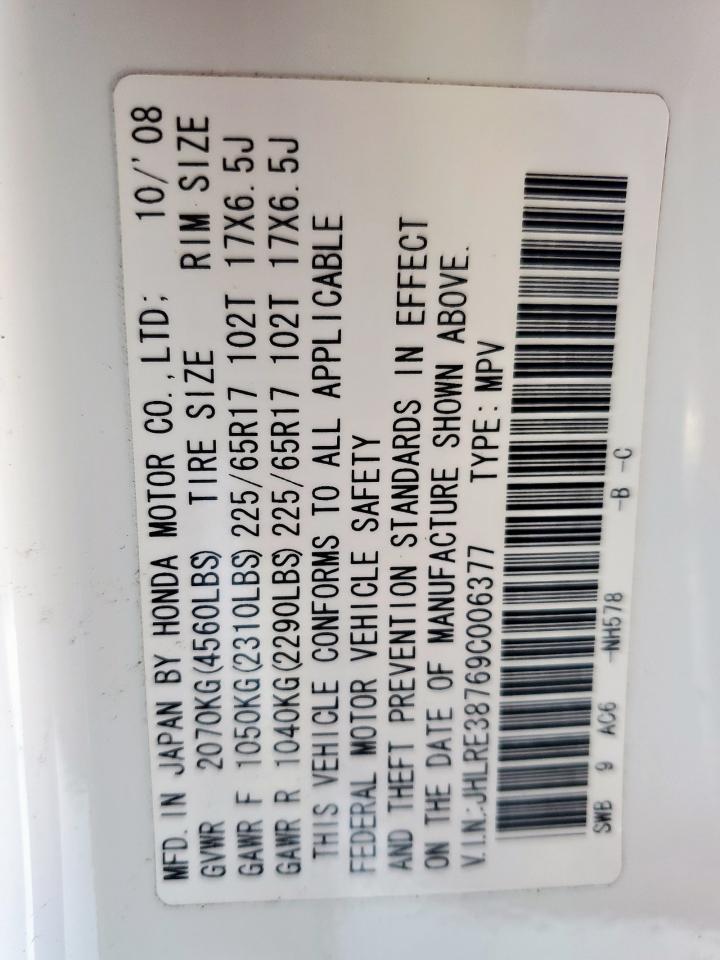 MFD. IN JAPAN BY HONDA MOTOR CO., LTD; 10/'08
GVWR 2070KG(4560LBS) TIRE SIZE RIM SIZE
GAWR F 1050KG(2310LBS) 225/65R17 102T 17X6.5J
GAWR R 1040KG(2290LBS) 225/65R17 102T 17X6.5J
THIS VEHICLE CONFORMS TO ALL APPLICABLE
FEDERAL MOTOR VEHICLE SAFETY
AND THEFT PREVENTION STANDARDS IN EFFECT
ON THE DATE OF MANUFACTURE SHOWN ABOVE.
V.I.N.:JHLRE38769C006377 TYPE: MPV
SWB 9 AC6 -NH578 -B -C